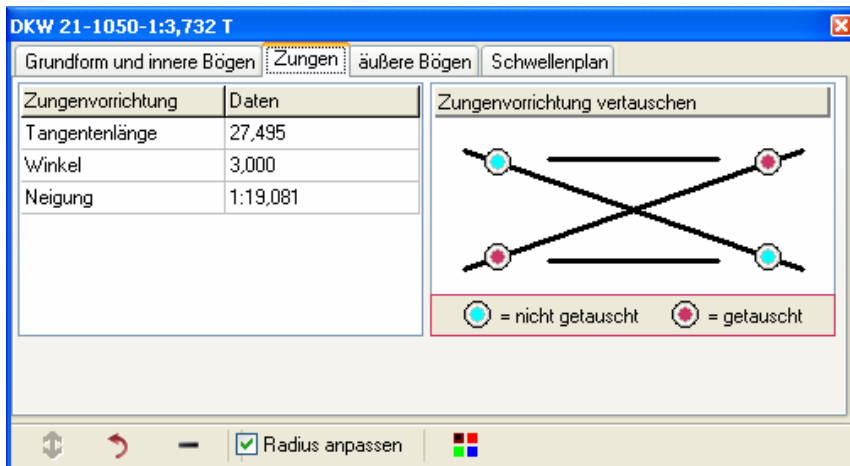 DKW 21-1050-1:3,732 T
Grundform und innere Bögen Zungen äußere Bögen Schwellenplan
Zungenvorrichtung Daten
Tangentenlänge 27,495
Winkel 3,000
Neigung 1:19,081
Zungenvorrichtung vertauschen
= nicht getauscht = getauscht
Radius anpassen